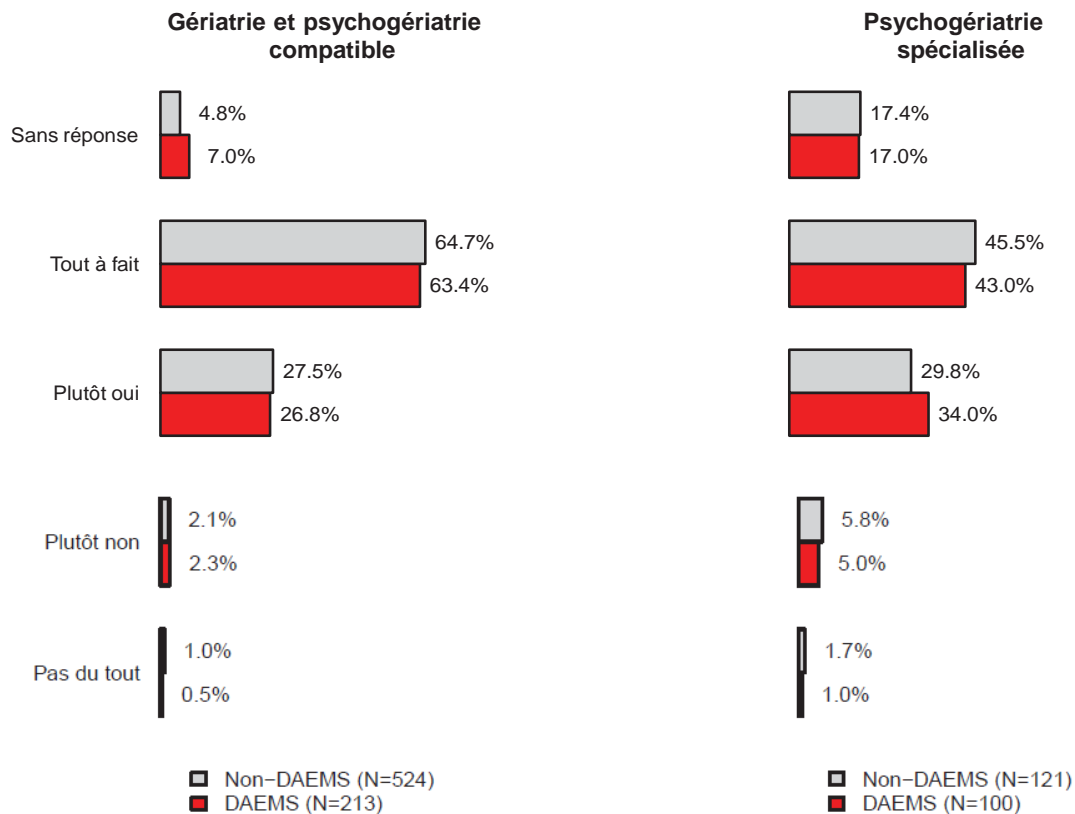 Gériatrie et psychogériatrie
compatible
Psychogériatrie
spécialisée
Sans réponse
4.8%
7.0%
17.4%
17.0%
Tout à fait
64.7%
63.4%
45.5%
43.0%
Plutôt oui
27.5%
26.8%
29.8%
34.0%
Plutôt non
2.1%
2.3%
5.8%
5.0%
Pas du tout
1.0%
0.5%
1.7%
1.0%
Non−DAEMS (N=524)
DAEMS (N=213)
Non−DAEMS (N=121)
DAEMS (N=100)